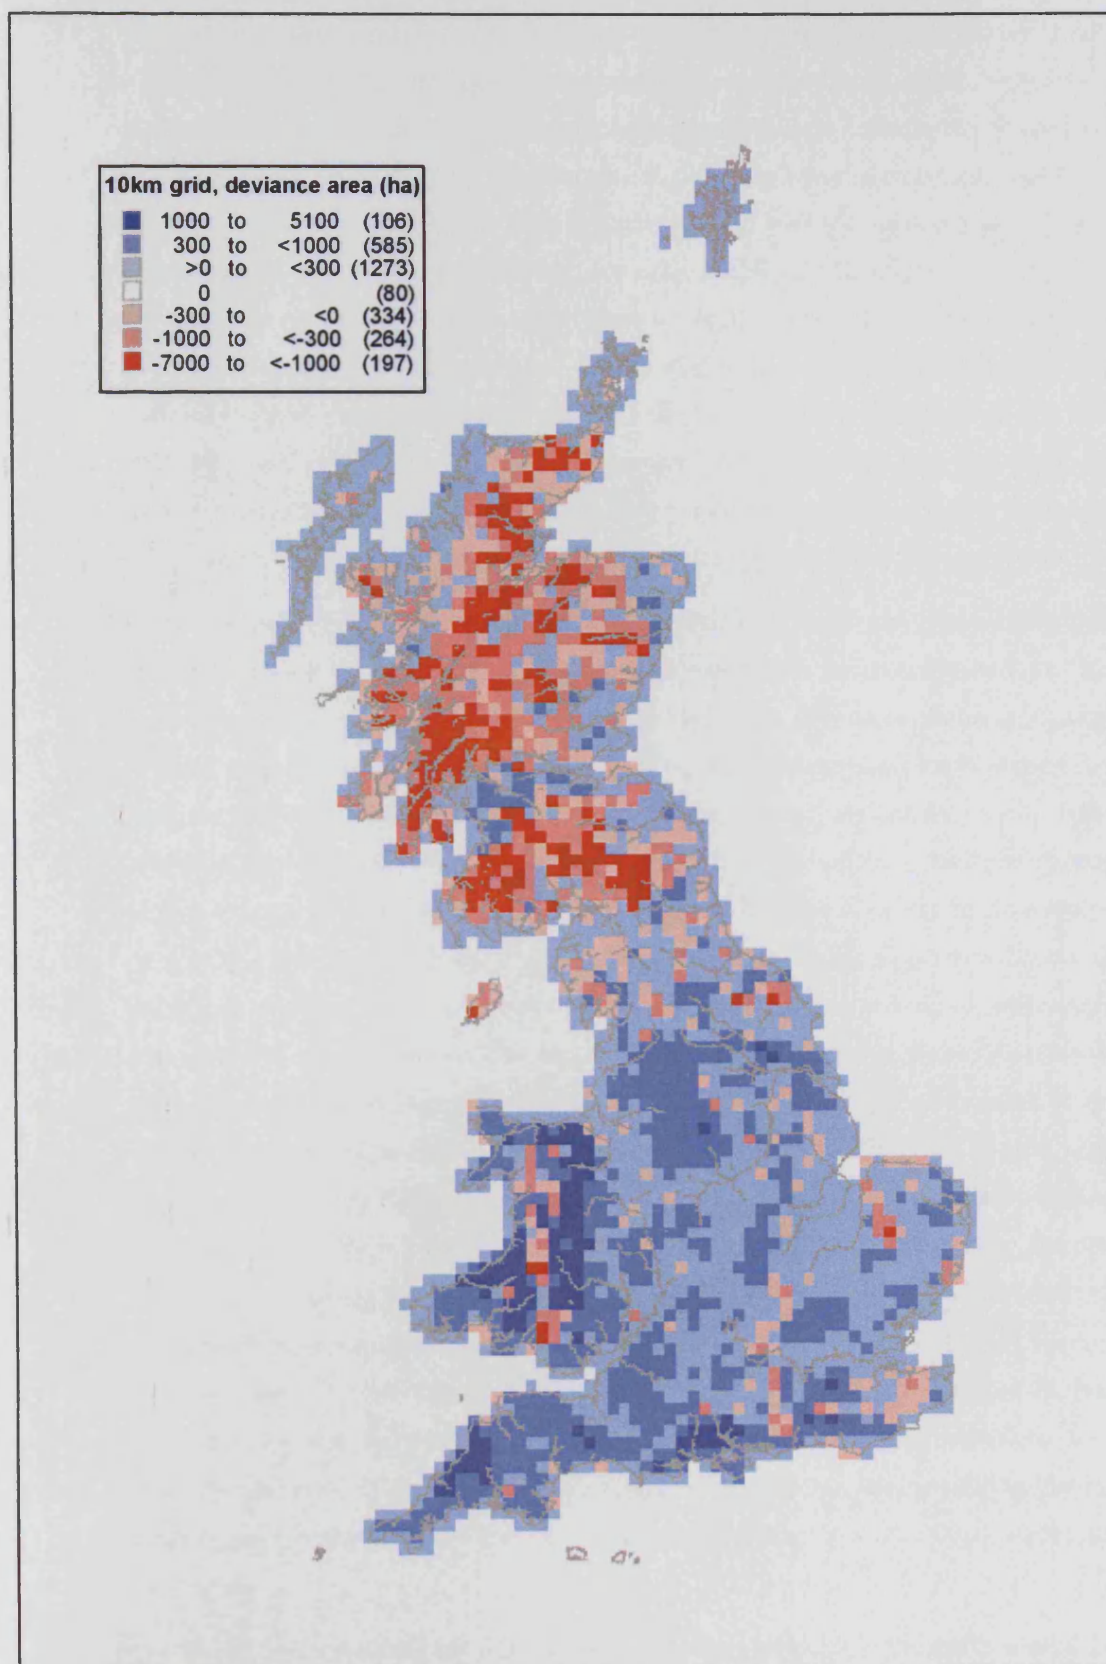 10km grid, deviance area (ha)
1000 to 5100 (106)
300 to <1000 (585)
>0 to <300 (1273)
0 (80)
-300 to <0 (334)
-1000 to <-300 (264)
-7000 to <-1000 (197)